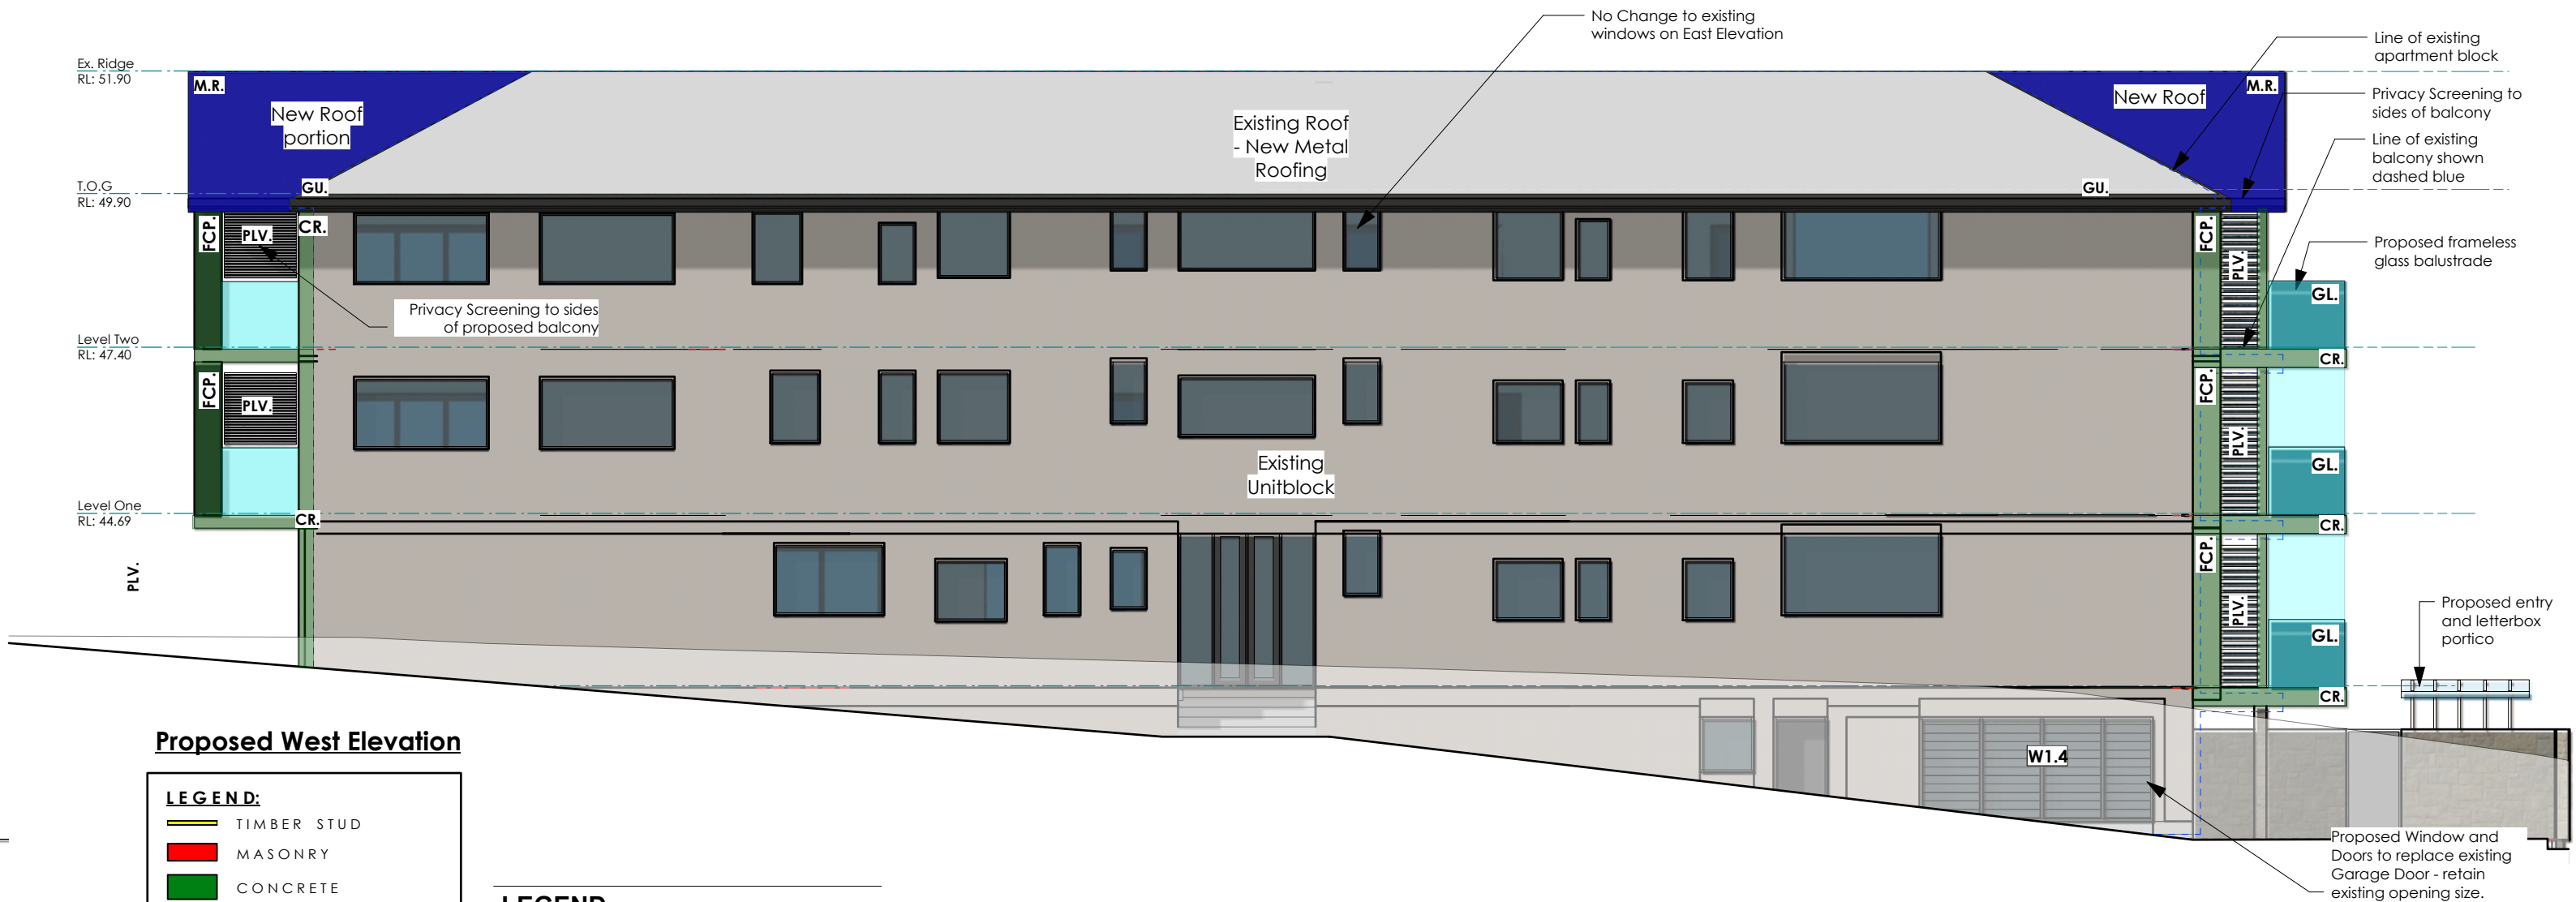 No Change to existing
windows on East Elevation
Line of existing
apartment block
Privacy Screening to
sides of balcony
Line of existing
balcony shown
dashed blue
Proposed frameless
glass balustrade
Ex. Ridge
RL: 51.90
M.R.
New Roof
portion
Existing Roof
- New Metal
Roofing
New Roof
M.R.
T.O.G
RL: 49.90
GU.
GU.
FCP.
PLV.
CR.
FCP.
PLV.
GL.
Privacy Screening to sides
of proposed balcony
Level Two
RL: 47.40
CR.
FCP.
PLV.
FCP.
PLV.
GL.
Existing
Unitblock
Level One
RL: 44.69
CR.
CR.
PLV.
FCP.
PLV.
GL.
CR.
Proposed entry
and letterbox
portico
W1.4
Proposed Window and
Doors to replace existing
Garage Door - retain
existing opening size.
Proposed West Elevation
LEGEND:
TIMBER STUD
MASONRY
CONCRETE
LEGEND